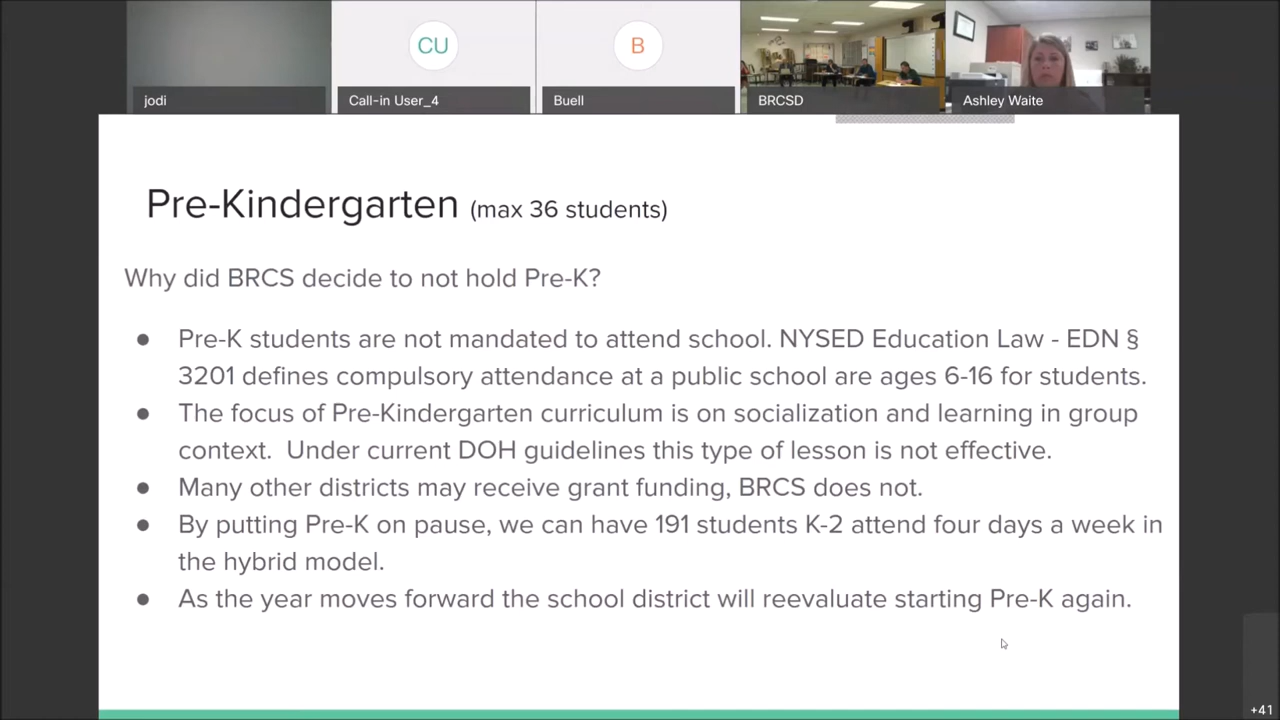 CU
B
jodi
Call-in User_4
Buell
BRCSD
Ashley Waite
Pre-Kindergarten (max 36 students)
Why did BRCS decide to not hold Pre-K?
● Pre-K students are not mandated to attend school. NYSED Education Law - EDN §
3201 defines compulsory attendance at a public school are ages 6-16 for students.
● The focus of Pre-Kindergarten curriculum is on socialization and learning in group
context.  Under current DOH guidelines this type of lesson is not effective.
● Many other districts may receive grant funding, BRCS does not.
● By putting Pre-K on pause, we can have 191 students K-2 attend four days a week in
the hybrid model.
● As the year moves forward the school district will reevaluate starting Pre-K again.
+41